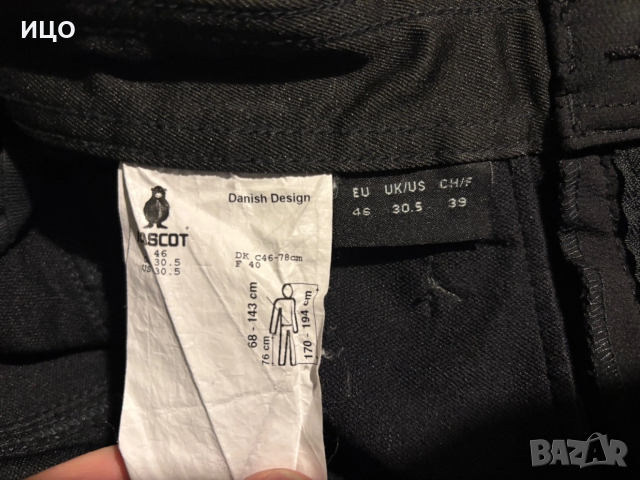 ИЦО
Danish Design
MASCOT
46
30.5
US 30.5
DK C46-78cm
F 40
68 - 143 cm
76 cm
170 - 194 cm
EU UK/US CH/F
46 30.5 39
BAZAR